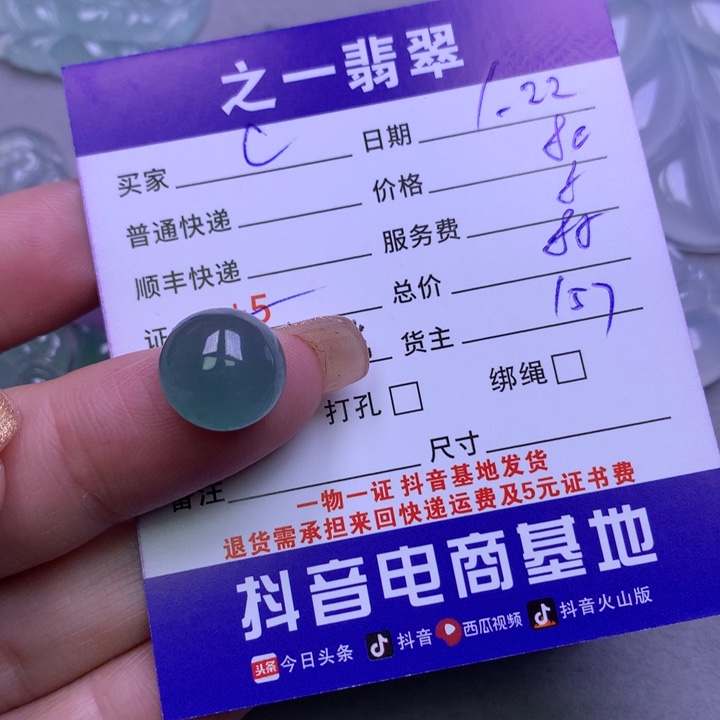 之一翡翠
买家 C 日期 1.22
普通快递 价格 80
顺丰快递 服务费 8
证 +5 总价 88
货主 157
打孔 绑绳
备注 尺寸
一物一证 抖音基地发货
退货需承担来回快递运费及5元证书费
抖音电商基地
头条 今日头条 抖音 西瓜视频 抖音火山版